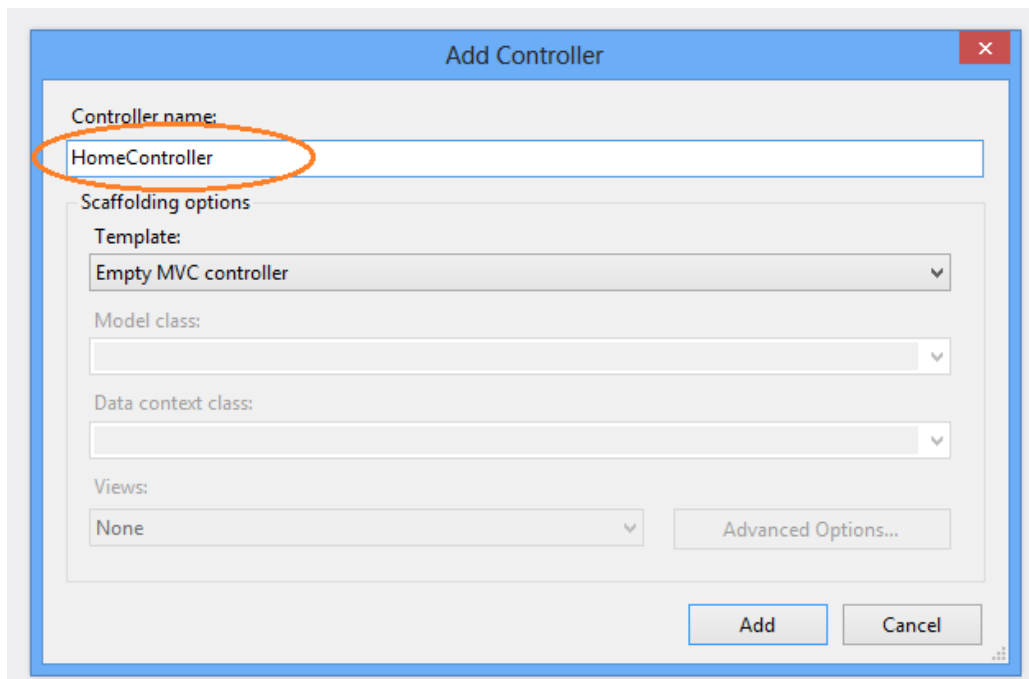 Add Controller
Controller name:
HomeController
Scaffolding options
Template:
Empty MVC controller
Model class:
Data context class:
Views:
None
Advanced Options...
Add
Cancel